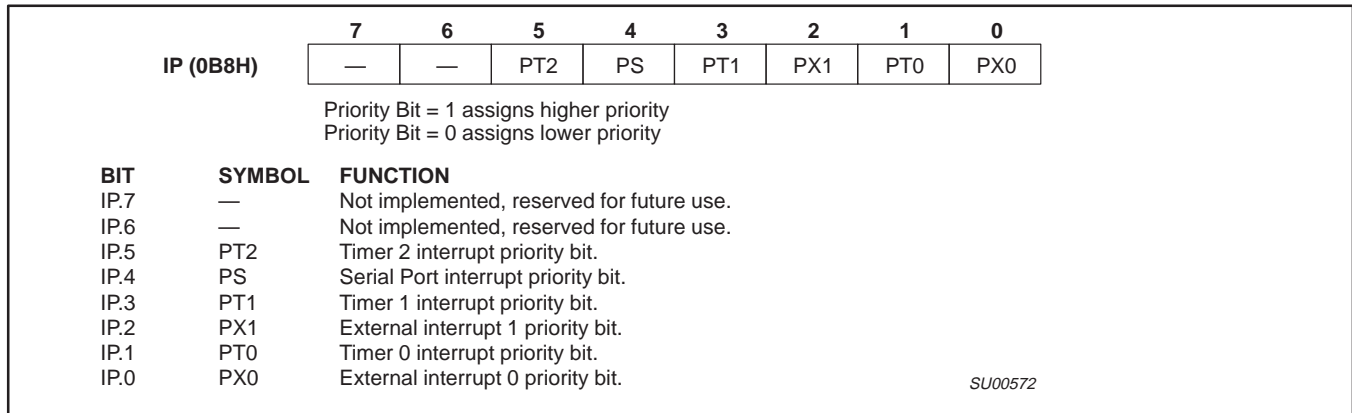 7 6 5 4 3 2 1 0
IP (0B8H) — — PT2 PS PT1 PX1 PT0 PX0
Priority Bit = 1 assigns higher priority
Priority Bit = 0 assigns lower priority
BIT SYMBOL FUNCTION
IP.7 — Not implemented, reserved for future use.
IP.6 — Not implemented, reserved for future use.
IP.5 PT2 Timer 2 interrupt priority bit.
IP.4 PS Serial Port interrupt priority bit.
IP.3 PT1 Timer 1 interrupt priority bit.
IP.2 PX1 External interrupt 1 priority bit.
IP.1 PT0 Timer 0 interrupt priority bit.
IP.0 PX0 External interrupt 0 priority bit.
SU00572